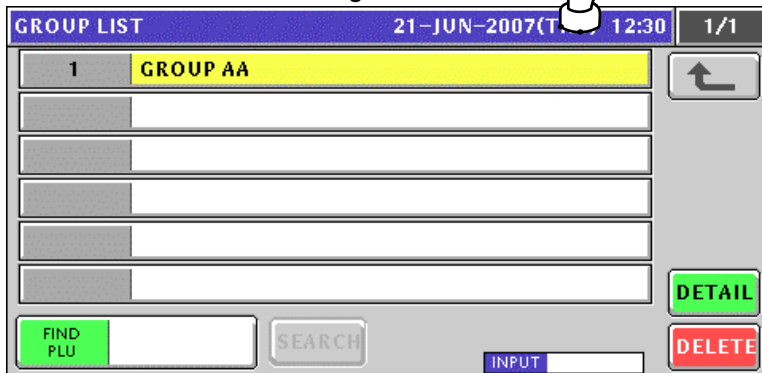 GROUP LIST 21-JUN-2007(T 12:30 1/1
1 GROUP AA
DETAIL
FIND
PLU
SEARCH
DELETE
INPUT